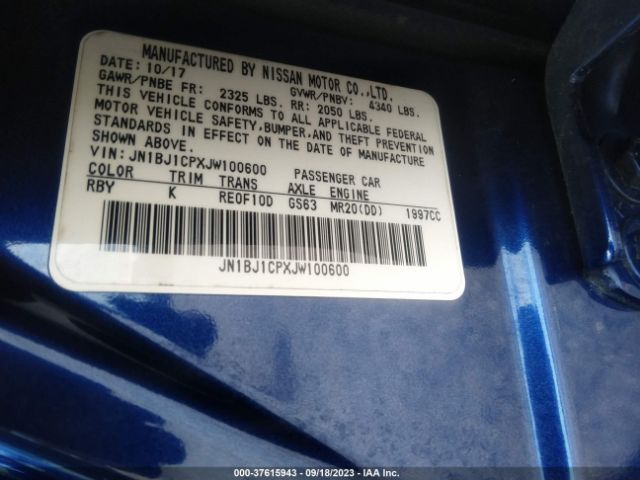 MANUFACTURED BY NISSAN MOTOR CO.,LTD.
DATE: 10/17 GVWR/PNBV: 4340 LBS.
GAWR/PNBE FR: 2325 LBS. RR: 2050 LBS.
THIS VEHICLE CONFORMS TO ALL APPLICABLE FEDERAL
MOTOR VEHICLE SAFETY,BUMPER,AND THEFT PREVENTION
STANDARDS IN EFFECT ON THE DATE OF MANUFACTURE
SHOWN ABOVE.
VIN: JN1BJ1CPXJW100600 PASSENGER CAR
COLOR TRIM TRANS AXLE ENGINE
RBY K RE0F10D GS63 MR20(DD) 1997CC
JN1BJ1CPXJW100600
000-37615943 - 09/18/2023 - IAA Inc.